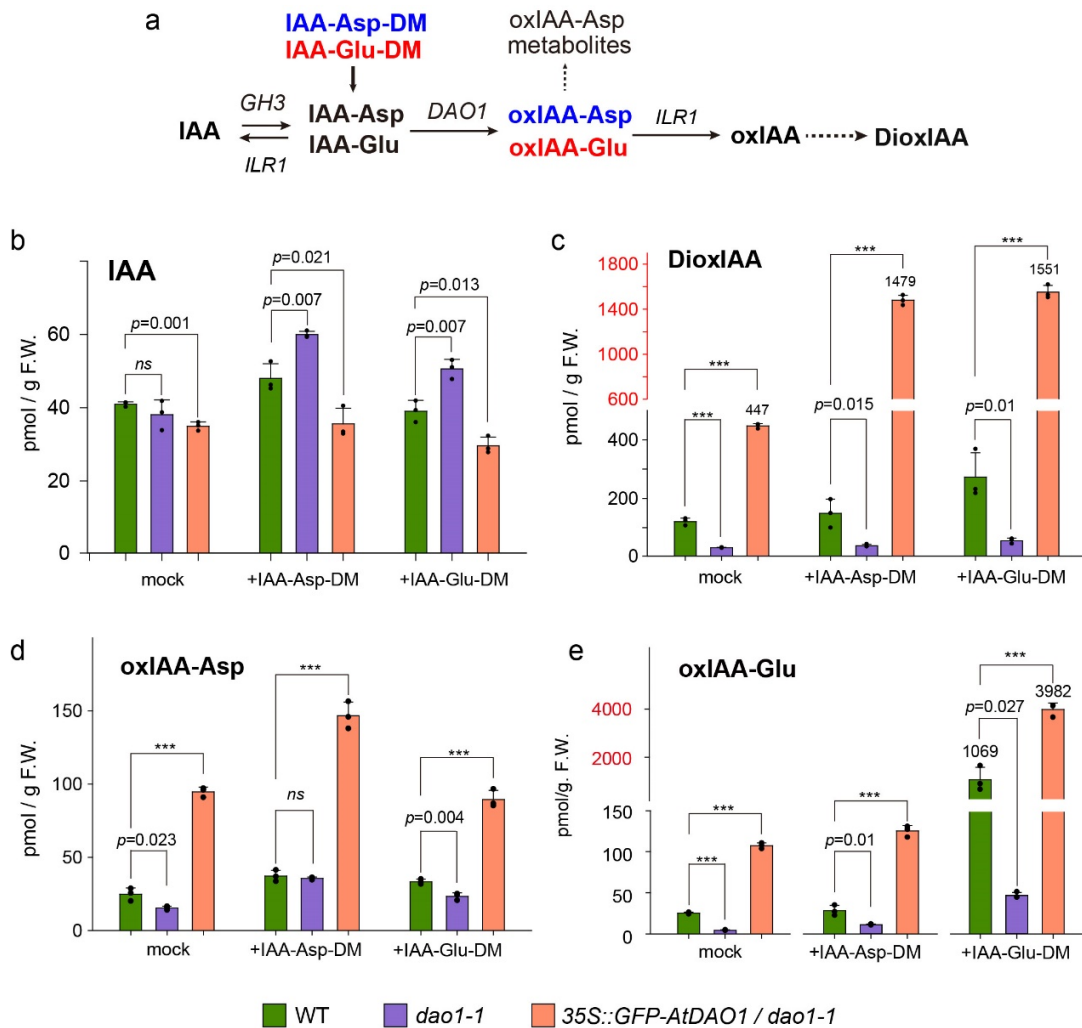 a
IAA-Asp-DM
IAA-Glu-DM
oxIAA-Asp
metabolites
IAA
GH3
ILR1
IAA-Asp
IAA-Glu
DAO1
oxIAA-Asp
oxIAA-Glu
ILR1
oxIAA
DioxIAA
b
IAA
pmol / g F.W.
60
40
20
0
p=0.001
ns
p=0.021
p=0.007
p=0.013
p=0.007
mock
+IAA-Asp-DM
+IAA-Glu-DM
c
DioxIAA
pmol / g F.W.
1800
1400
1000
600
400
200
0
***
***
447
***
1479
p=0.015
***
1551
p=0.01
mock
+IAA-Asp-DM
+IAA-Glu-DM
d
oxIAA-Asp
pmol / g F.W.
150
100
50
0
***
p=0.023
***
ns
***
p=0.004
mock
+IAA-Asp-DM
+IAA-Glu-DM
e
oxIAA-Glu
pmol/g. F.W.
4000
2000
150
100
50
0
***
***
***
p=0.01
***
3982
p=0.027
1069
mock
+IAA-Asp-DM
+IAA-Glu-DM
WT
dao1-1
35S::GFP-AtDAO1 / dao1-1